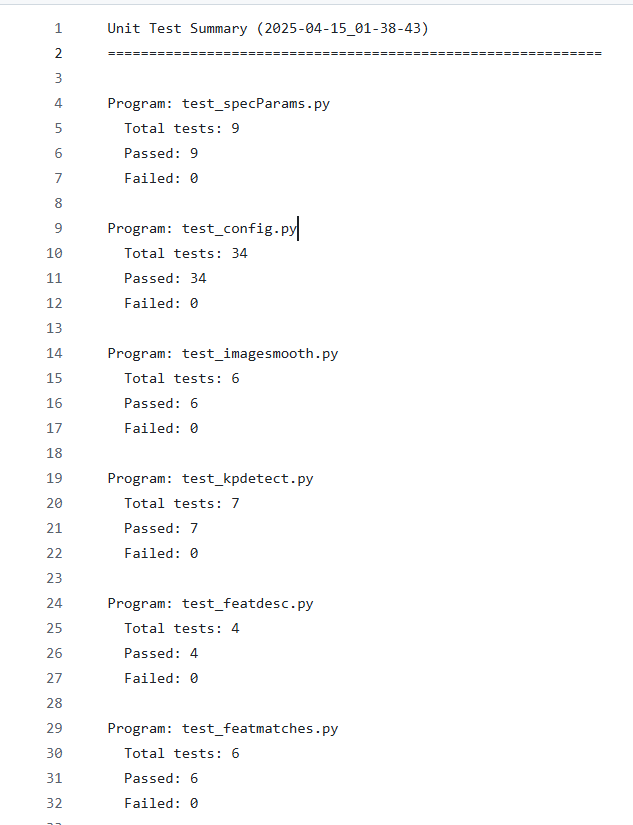 1 Unit Test Summary (2025-04-15_01-38-43)
2 ============================================================
3
4 Program: test_specParams.py
5 Total tests: 9
6 Passed: 9
7 Failed: 0
8
9 Program: test_config.py
10 Total tests: 34
11 Passed: 34
12 Failed: 0
13
14 Program: test_imagesmooth.py
15 Total tests: 6
16 Passed: 6
17 Failed: 0
18
19 Program: test_kpdetect.py
20 Total tests: 7
21 Passed: 7
22 Failed: 0
23
24 Program: test_featdesc.py
25 Total tests: 4
26 Passed: 4
27 Failed: 0
28
29 Program: test_featmatches.py
30 Total tests: 6
31 Passed: 6
32 Failed: 0